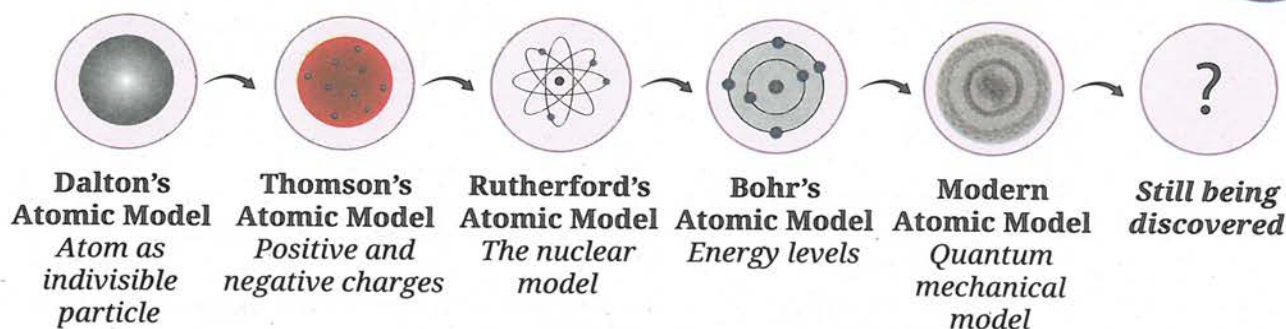 ?
Dalton's
Atomic Model
Atom as
indivisible
particle
Thomson's
Atomic Model
Positive and
negative charges
Rutherford's
Atomic Model
The nuclear
model
Bohr's
Atomic Model
Energy levels
Modern
Atomic Model
Quantum
mechanical
model
Still being
discovered